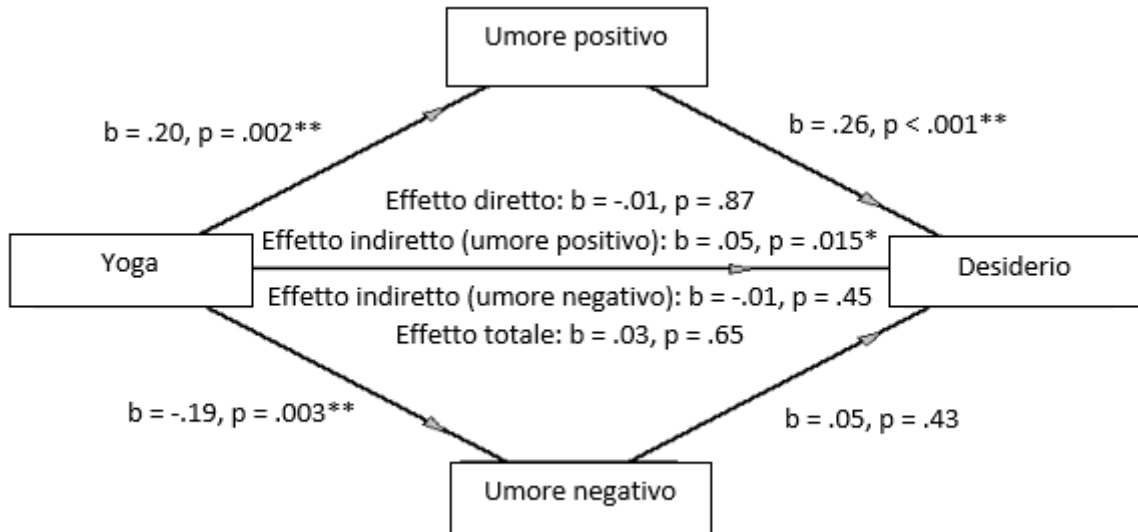 Umore positivo
b = .20, p = .002**
b = .26, p < .001**
Effetto diretto: b = -.01, p = .87
Effetto indiretto (umore positivo): b = .05, p = .015*
Yoga
Desiderio
Effetto indiretto (umore negativo): b = -.01, p = .45
Effetto totale: b = .03, p = .65
b = -.19, p = .003**
b = .05, p = .43
Umore negativo